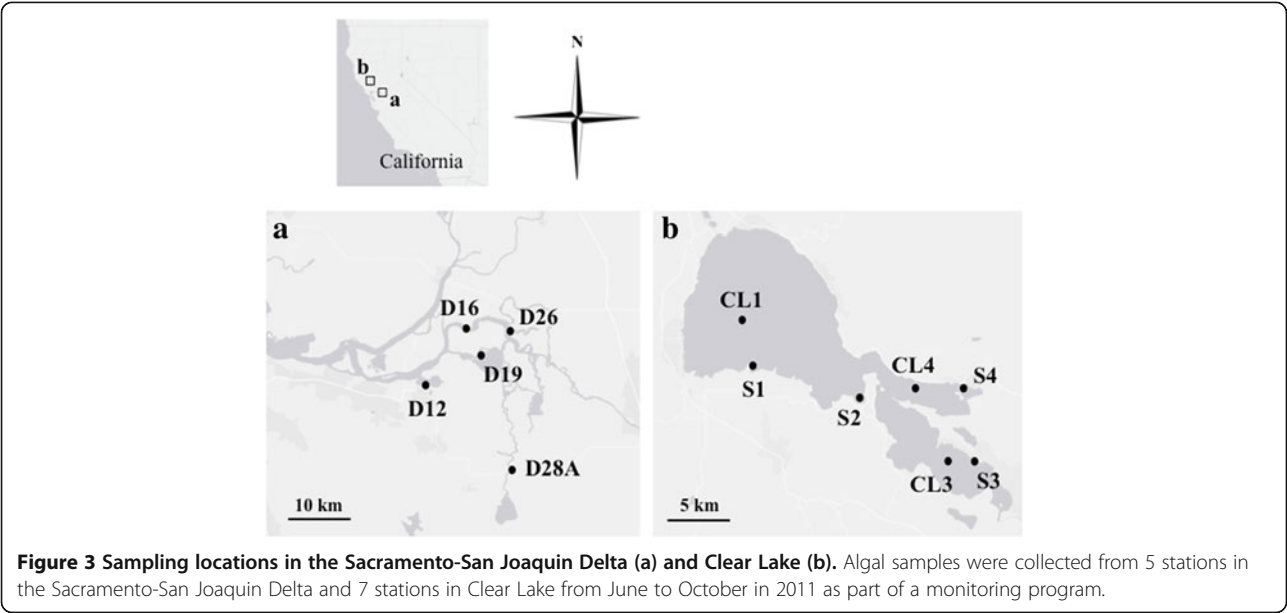 N
b
a
California
a
D16
D26
D19
D12
D28A
10 km
b
CL1
CL4
S4
S1
S2
CL3
S3
5 km
Figure 3 Sampling locations in the Sacramento-San Joaquin Delta (a) and Clear Lake (b). Algal samples were collected from 5 stations in
the Sacramento-San Joaquin Delta and 7 stations in Clear Lake from June to October in 2011 as part of a monitoring program.